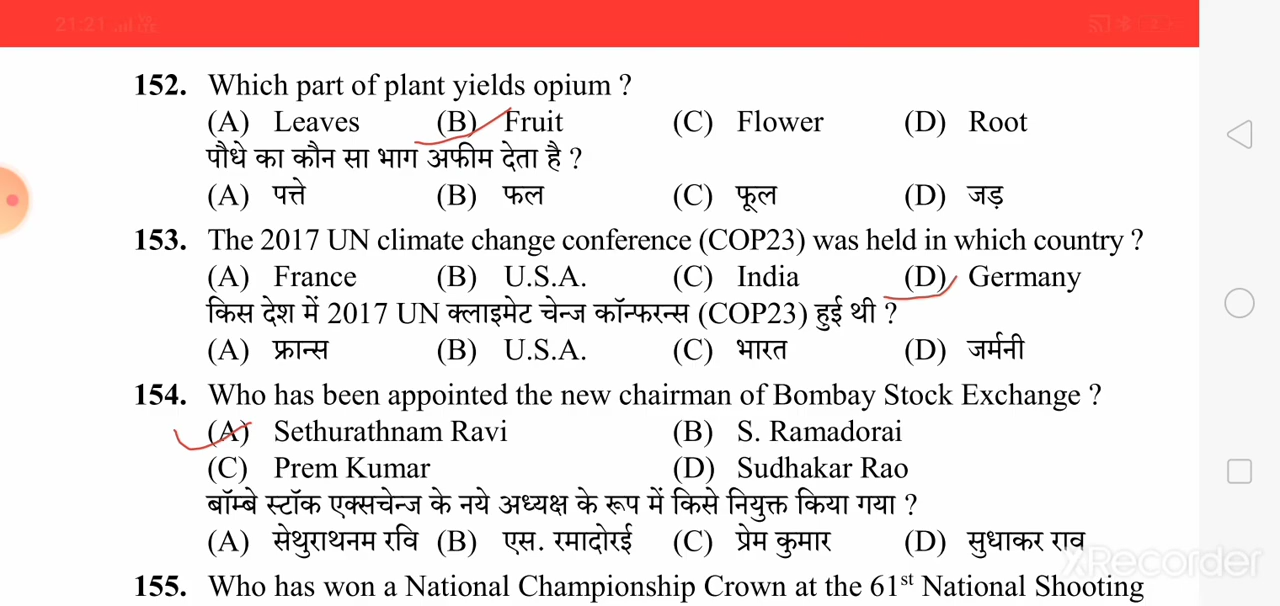 21:21
152. Which part of plant yields opium ?
(A) Leaves (B) Fruit (C) Flower (D) Root
पौधे का कौन सा भाग अफीम देता है ?
(A) पत्ते (B) फल (C) फूल (D) जड़
153. The 2017 UN climate change conference (COP23) was held in which country ?
(A) France (B) U.S.A. (C) India (D) Germany
किस देश में 2017 UN क्लाइमेट चेन्ज कॉन्फरन्स (COP23) हुई थी ?
(A) फ्रान्स (B) U.S.A. (C) भारत (D) जर्मनी
154. Who has been appointed the new chairman of Bombay Stock Exchange ?
(A) Sethurathnam Ravi (B) S. Ramadorai
(C) Prem Kumar (D) Sudhakar Rao
बॉम्बे स्टॉक एक्सचेन्ज के नये अध्यक्ष के रूप में किसे नियुक्त किया गया ?
(A) सेथुराथनम रवि (B) एस. रमादोरई (C) प्रेम कुमार (D) सुधाकर राव
XRecorder
155. Who has won a National Championship Crown at the 61st National Shooting